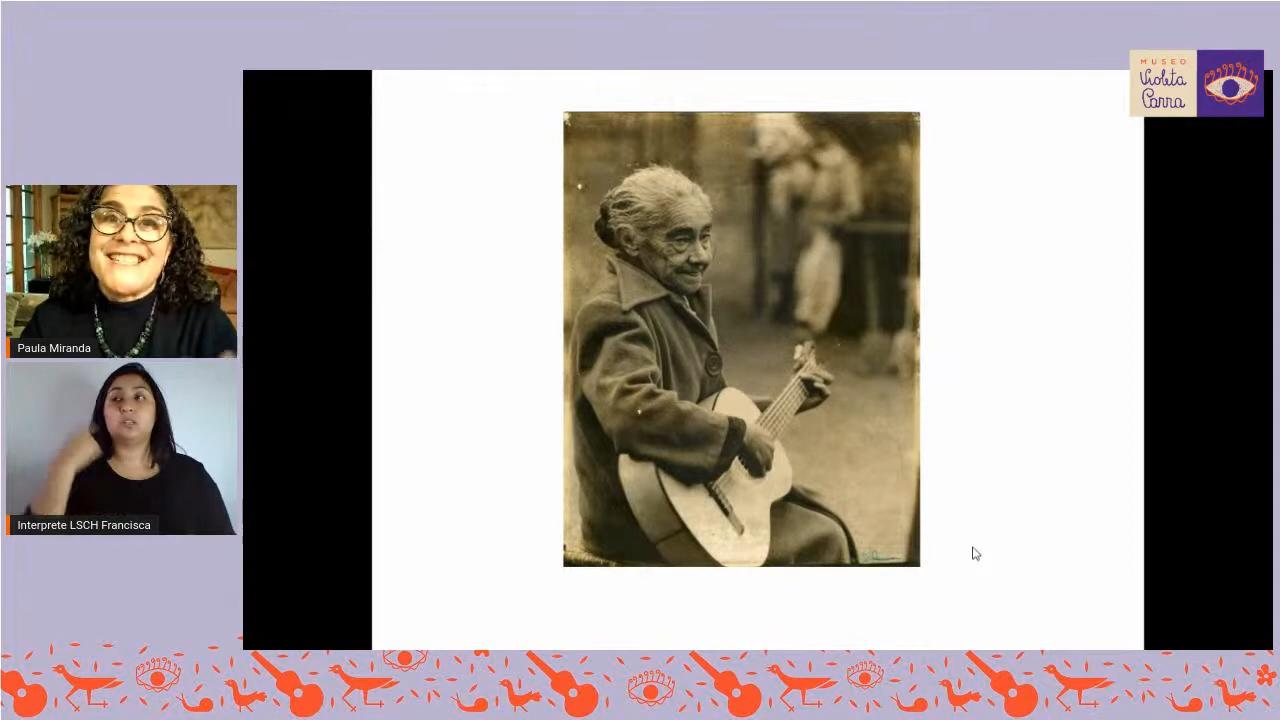 MUSEO
Violeta
Parra
Paula Miranda
Interprete LSCH Francisca